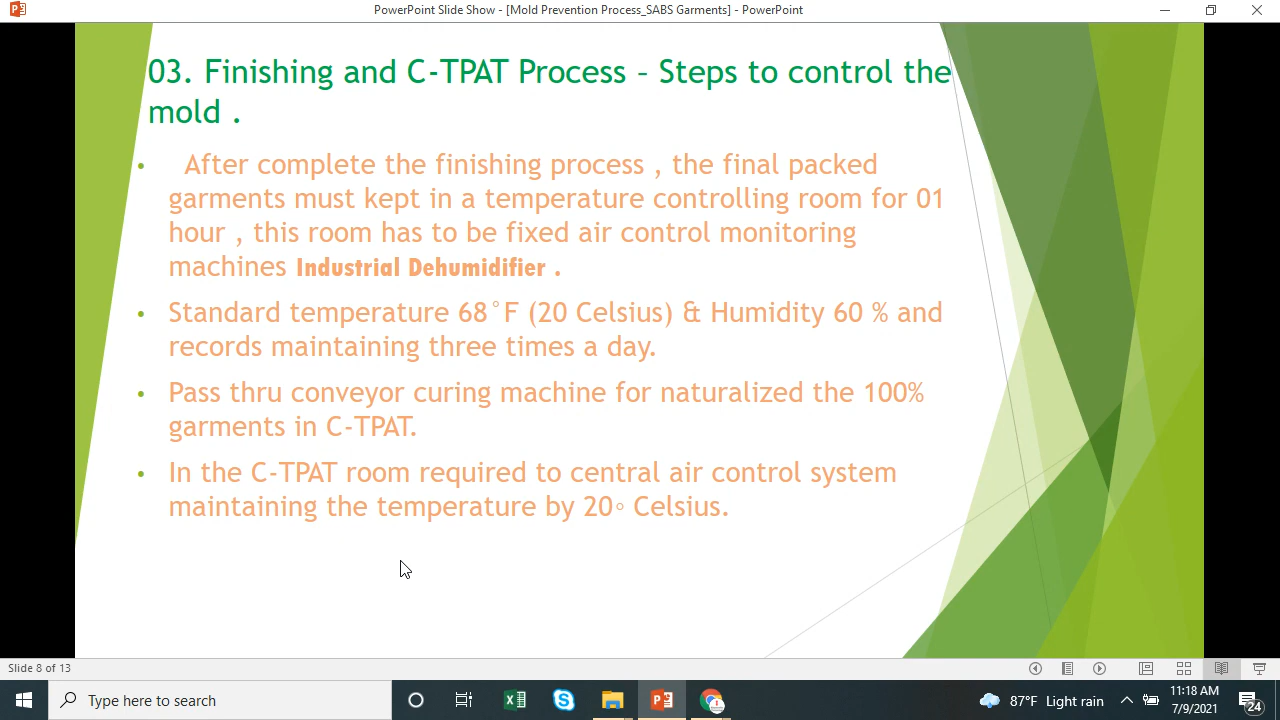 PowerPoint Slide Show - [Mold Prevention Process_SABS Garments] - PowerPoint
03. Finishing and C-TPAT Process – Steps to control the
mold .
• After complete the finishing process , the final packed
garments must kept in a temperature controlling room for 01
hour , this room has to be fixed air control monitoring
machines Industrial Dehumidifier .
• Standard temperature 68°F (20 Celsius) & Humidity 60 % and
records maintaining three times a day.
• Pass thru conveyor curing machine for naturalized the 100%
garments in C-TPAT.
• In the C-TPAT room required to central air control system
maintaining the temperature by 20° Celsius.
Slide 8 of 13
Type here to search
87°F Light rain
11:18 AM
7/9/2021
24